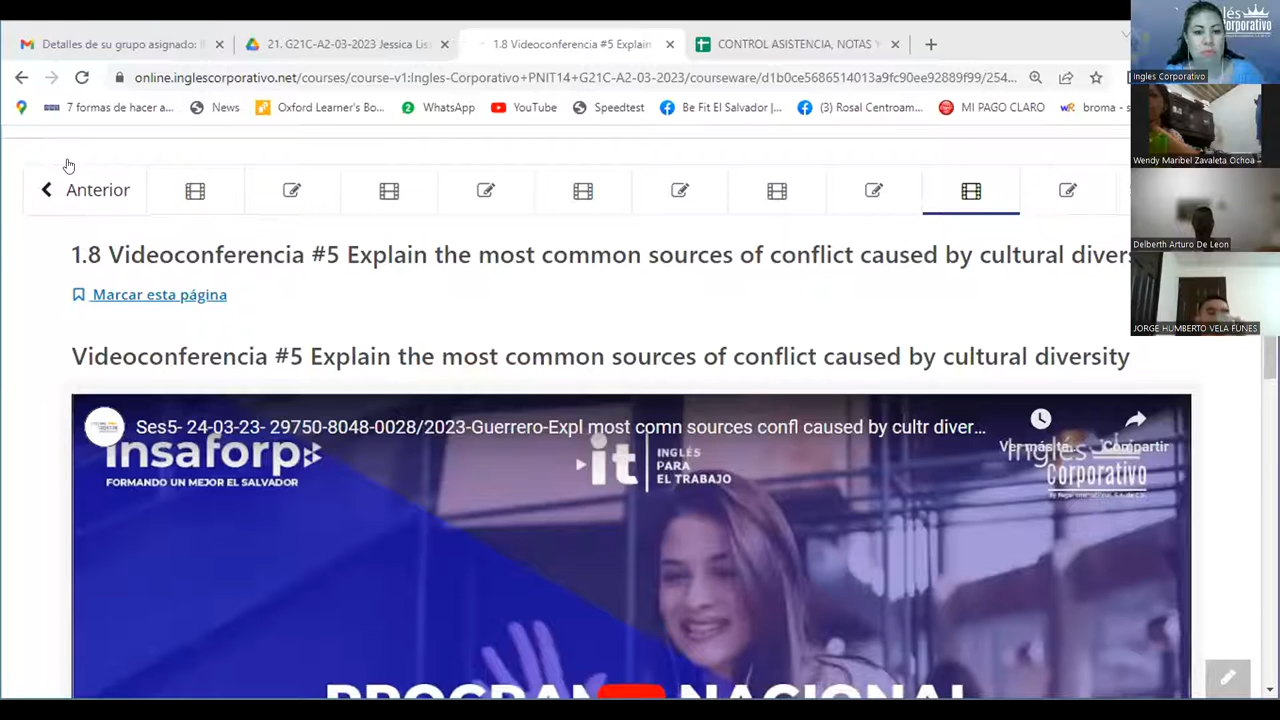 Detalles de su grupo asignado: I
21. G21C-A2-03-2023 Jessica Liss
1.8 Videoconferencia #5 Explain
CONTROL ASITENCIA, NOTAS Y
online.inglescorporativo.net/courses/course-v1:Ingles-Corporativo+PNIT14+G21C-A2-03-2023/courseware/d1b0ce5686514013a9fc90ee92889f99/254...
7 formas de hacer a...
News
Oxford Learner's Bo...
WhatsApp
YouTube
Speedtest
Be Fit El Salvador |...
(3) Rosal Centroam...
MI PAGO CLARO
broma - s
Anterior
1.8 Videoconferencia #5 Explain the most common sources of conflict caused by cultural divers
Marcar esta página
Videoconferencia #5 Explain the most common sources of conflict caused by cultural diversity
Ses5- 24-03-23- 29750-8048-0028/2023-Guerrero-Expl most comn sources confl caused by cultr diver...
Ver más ta...
Compartir
insaforp
FORMANDO UN MEJOR EL SALVADOR
it
INGLÉS
PARA
EL TRABAJO
Inglés
Corporativo
PROGRAMA NACIONAL
lés
orporativo
Ingles Corporativo
Wendy Maribel Zavaleta Ochoa
Delberth Arturo De Leon
JORGE HUMBERTO VELA FUNES